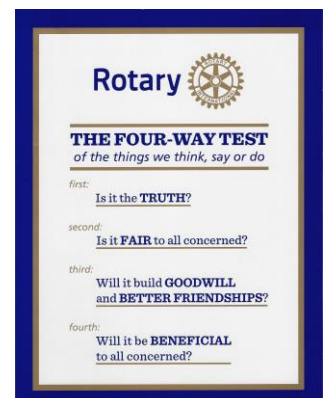 Rotary
ROTARY
INTERNATIONAL
THE FOUR-WAY TEST
of the things we think, say or do
first:
Is it the TRUTH?
second:
Is it FAIR to all concerned?
third:
Will it build GOODWILL
and BETTER FRIENDSHIPS?
fourth:
Will it be BENEFICIAL
to all concerned?